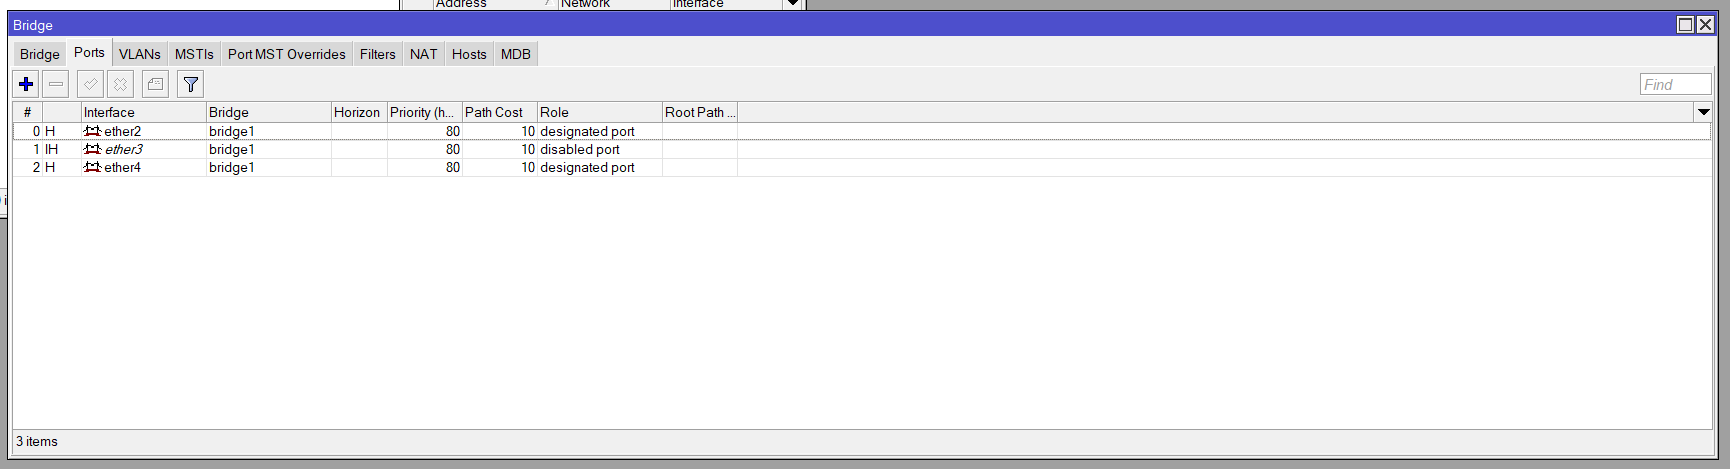 Address Network Interface
Bridge
Bridge Ports VLANs MSTIs Port MST Overrides Filters NAT Hosts MDB
Find
# Interface Bridge Horizon Priority (h... Path Cost Role Root Path ...
0 H ether2 bridge1 80 10 designated port
1 IH ether3 bridge1 80 10 disabled port
2 H ether4 bridge1 80 10 designated port
3 items